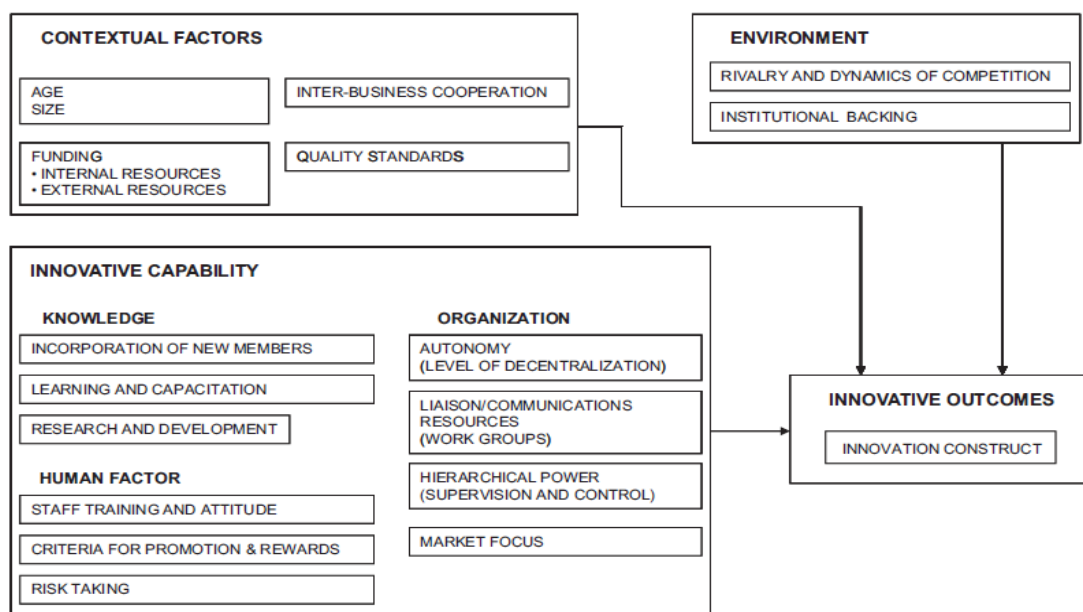 CONTEXTUAL FACTORS
AGE
SIZE
INTER-BUSINESS COOPERATION
FUNDING
• INTERNAL RESOURCES
• EXTERNAL RESOURCES
QUALITY STANDARDS
ENVIRONMENT
RIVALRY AND DYNAMICS OF COMPETITION
INSTITUTIONAL BACKING
INNOVATIVE CAPABILITY
KNOWLEDGE
INCORPORATION OF NEW MEMBERS
LEARNING AND CAPACITATION
RESEARCH AND DEVELOPMENT
HUMAN FACTOR
STAFF TRAINING AND ATTITUDE
CRITERIA FOR PROMOTION & REWARDS
RISK TAKING
ORGANIZATION
AUTONOMY
(LEVEL OF DECENTRALIZATION)
LIAISON/COMMUNICATIONS
RESOURCES
(WORK GROUPS)
HIERARCHICAL POWER
(SUPERVISION AND CONTROL)
MARKET FOCUS
INNOVATIVE OUTCOMES
INNOVATION CONSTRUCT